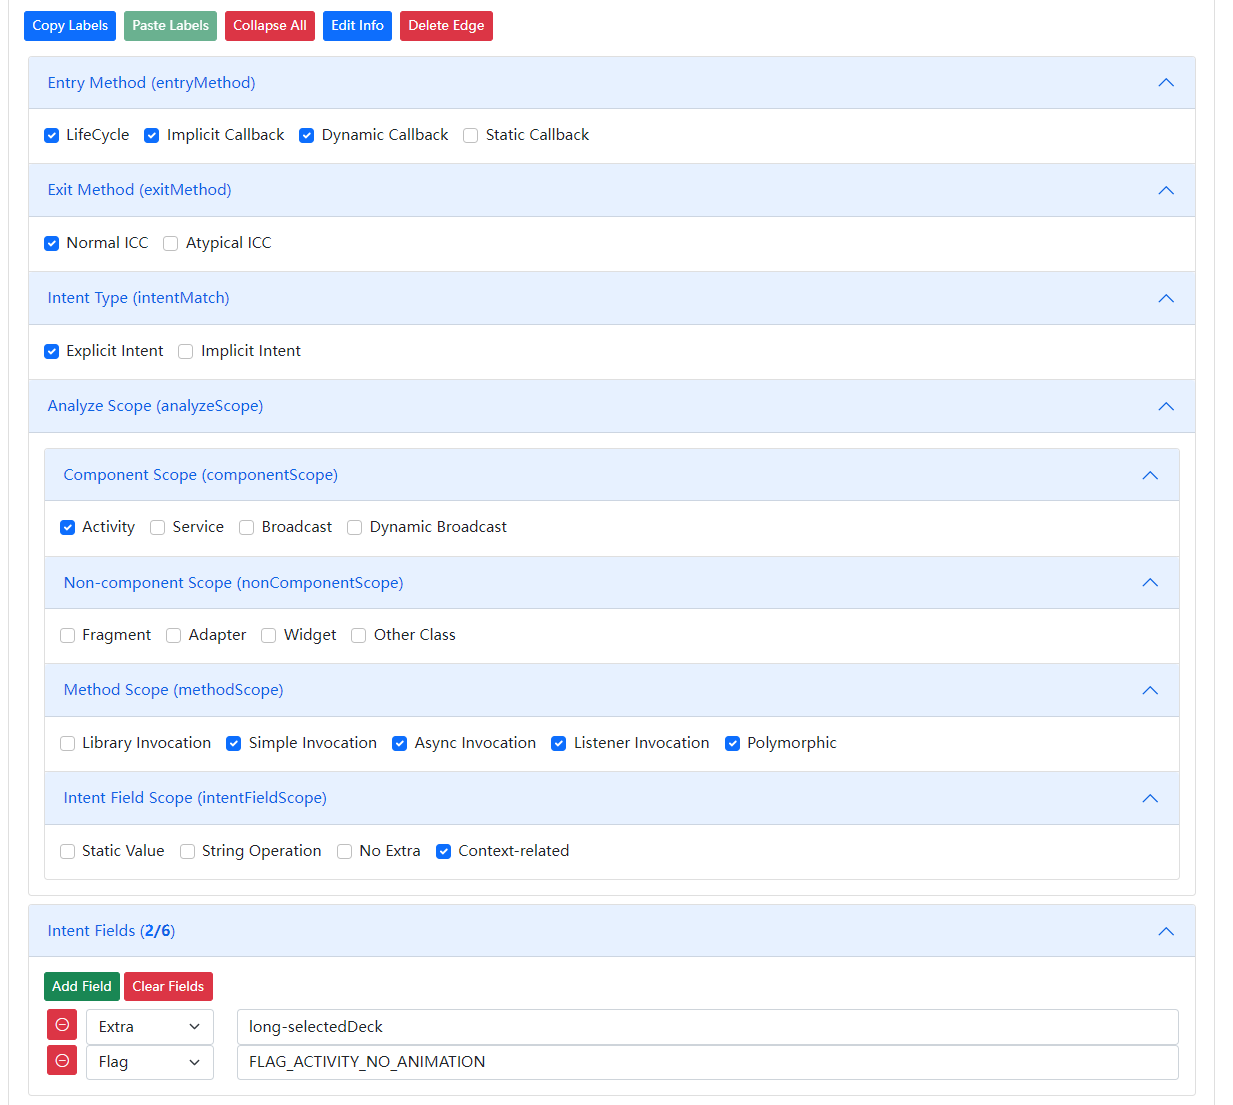 Copy Labels Paste Labels Collapse All Edit Info Delete Edge
Entry Method (entryMethod)
LifeCycle Implicit Callback Dynamic Callback Static Callback
Exit Method (exitMethod)
Normal ICC Atypical ICC
Intent Type (intentMatch)
Explicit Intent Implicit Intent
Analyze Scope (analyzeScope)
Component Scope (componentScope)
Activity Service Broadcast Dynamic Broadcast
Non-component Scope (nonComponentScope)
Fragment Adapter Widget Other Class
Method Scope (methodScope)
Library Invocation Simple Invocation Async Invocation Listener Invocation Polymorphic
Intent Field Scope (intentFieldScope)
Static Value String Operation No Extra Context-related
Intent Fields (2/6)
Add Field Clear Fields
Extra long-selectedDeck
Flag FLAG_ACTIVITY_NO_ANIMATION